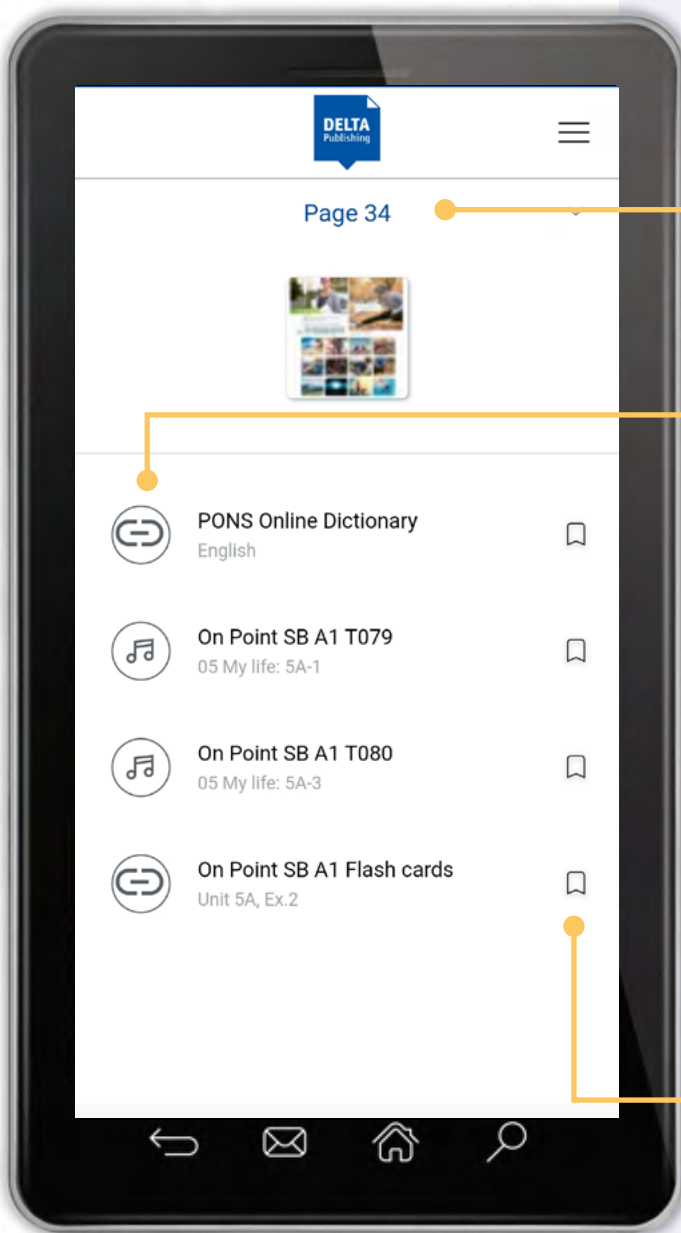 DELTA
Publishing
Page 34
PONS Online Dictionary
English
On Point SB A1 T079
05 My life: 5A-1
On Point SB A1 T080
05 My life: 5A-3
On Point SB A1 Flash cards
Unit 5A, Ex.2